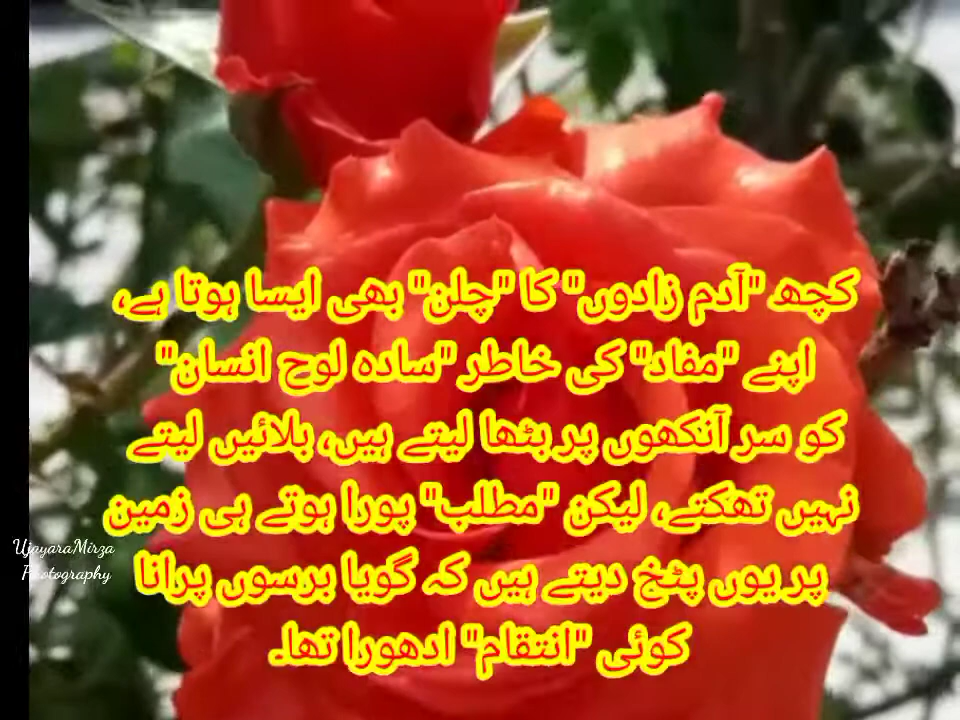 کچھ "آدم زادوں" کا "چلن" بھی ایسا ہوتا ہے،
اپنے "مفاد" کی خاطر "سادہ لوح انسان"
کو سر آنکھوں پر بٹھا لیتے ہیں، بلائیں لیتے
نہیں تھکتے، لیکن "مطلب" پورا ہوتے ہی زمین
پر یوں پٹخ دیتے ہیں کہ گویا برسوں پرانا
کوئی "انتقام" ادھورا تھا۔
UjayaraMirza
Photography